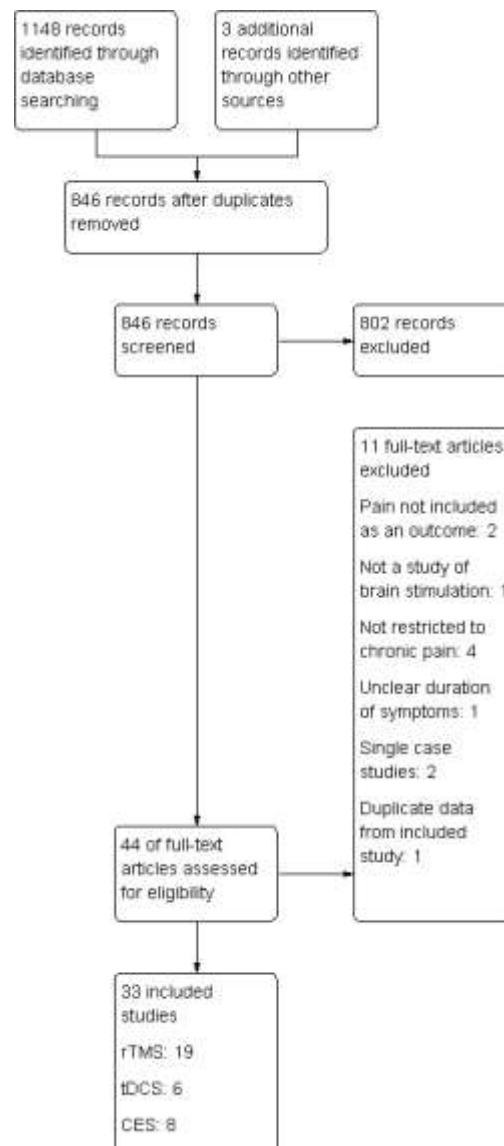 1148 records
identified through
database
searching
3 additional
records identified
through other
sources
846 records after duplicates
removed
846 records
screened
802 records
excluded
11 full-text articles
excluded
Pain not included
as an outcome: 2
Not a study of
brain stimulation: 1
Not restricted to
chronic pain: 4
Unclear duration
of symptoms: 1
Single case
studies: 2
Duplicate data
from included
study: 1
44 of full-text
articles assessed
for eligibility
33 included
studies
rTMS: 19
tDCS: 6
CES: 8